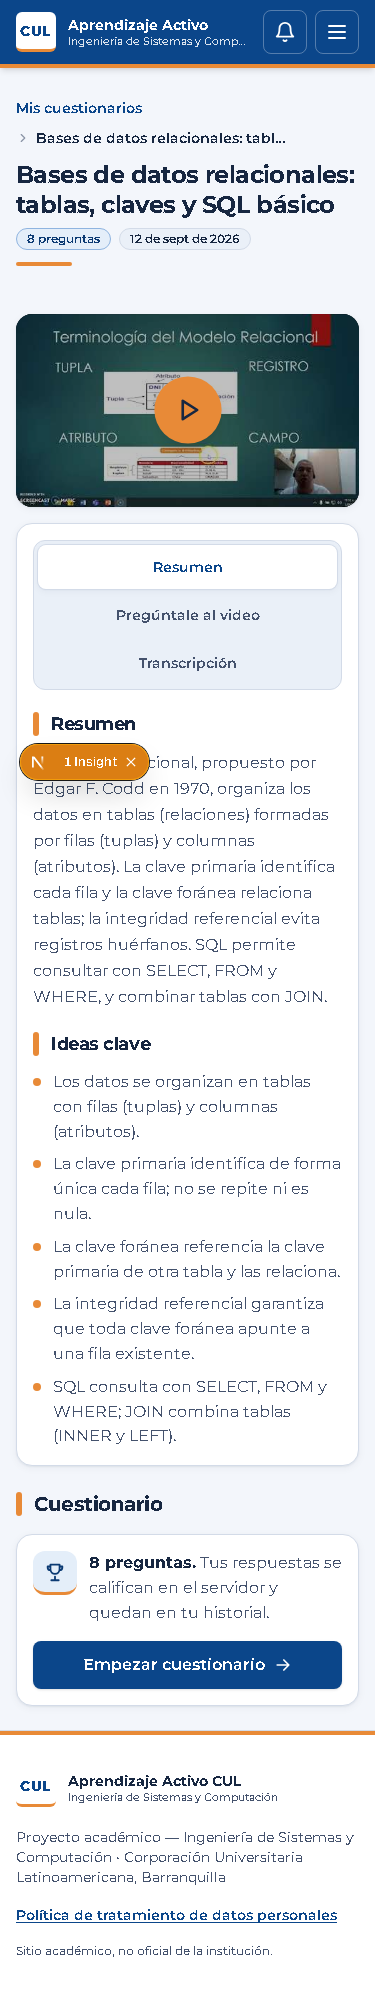 CUL
Aprendizaje Activo
Ingeniería de Sistemas y Comp...
Mis cuestionarios
Bases de datos relacionales: tabl...
Bases de datos relacionales:
tablas, claves y SQL básico
8 preguntas
12 de sept de 2026
Terminología del Modelo Relacional
TUPLA
REGISTRO
Atributo
Tuple
DNI
ATRIBUTO
CAMPO
Resumen
Pregúntale al video
Transcripción
Resumen
1 Insight
cional, propuesto por
Edgar F. Codd en 1970, organiza los
datos en tablas (relaciones) formadas
por filas (tuplas) y columnas
(atributos). La clave primaria identifica
cada fila y la clave foránea relaciona
tablas; la integridad referencial evita
registros huérfanos. SQL permite
consultar con SELECT, FROM y
WHERE, y combinar tablas con JOIN.
Ideas clave
Los datos se organizan en tablas
con filas (tuplas) y columnas
(atributos).
La clave primaria identifica de forma
única cada fila; no se repite ni es
nula.
La clave foránea referencia la clave
primaria de otra tabla y las relaciona.
La integridad referencial garantiza
que toda clave foránea apunte a
una fila existente.
SQL consulta con SELECT, FROM y
WHERE; JOIN combina tablas
(INNER y LEFT).
Cuestionario
8 preguntas. Tus respuestas se
califican en el servidor y
quedan en tu historial.
Empezar cuestionario
CUL
Aprendizaje Activo CUL
Ingeniería de Sistemas y Computación
Proyecto académico — Ingeniería de Sistemas y
Computación · Corporación Universitaria
Latinoamericana, Barranquilla
Política de tratamiento de datos personales
Sitio académico, no oficial de la institución.